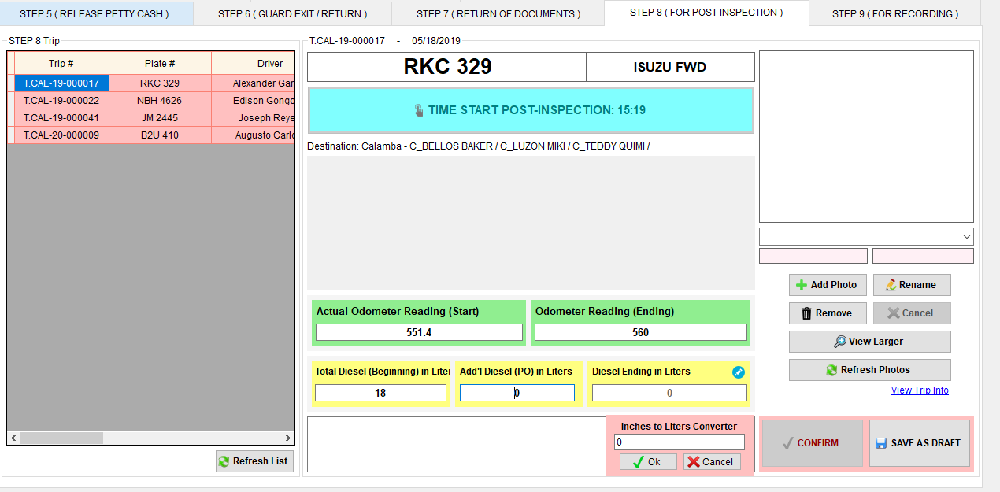 STEP 5 ( RELEASE PETTY CASH )
STEP 6 ( GUARD EXIT / RETURN )
STEP 7 ( RETURN OF DOCUMENTS )
STEP 8 ( FOR POST-INSPECTION )
STEP 9 ( FOR RECORDING )
STEP 8 Trip
Trip # Plate # Driver
T.CAL-19-000017 RKC 329 Alexander Gar
T.CAL-19-000022 NBH 4626 Edison Gongo
T.CAL-19-000041 JM 2445 Joseph Reye
T.CAL-20-000009 B2U 410 Augusto Carlo
Refresh List
T.CAL-19-000017 - 05/18/2019
RKC 329 ISUZU FWD
TIME START POST-INSPECTION: 15:19
Destination: Calamba - C_BELLOS BAKER / C_LUZON MIKI / C_TEDDY QUIMI /
Actual Odometer Reading (Start)
551.4
Odometer Reading (Ending)
560
Total Diesel (Beginning) in Liter
18
Add'l Diesel (PO) in Liters
0
Diesel Ending in Liters
0
Inches to Liters Converter
0
Ok Cancel
Add Photo Rename
Remove Cancel
View Larger
Refresh Photos
View Trip Info
CONFIRM SAVE AS DRAFT